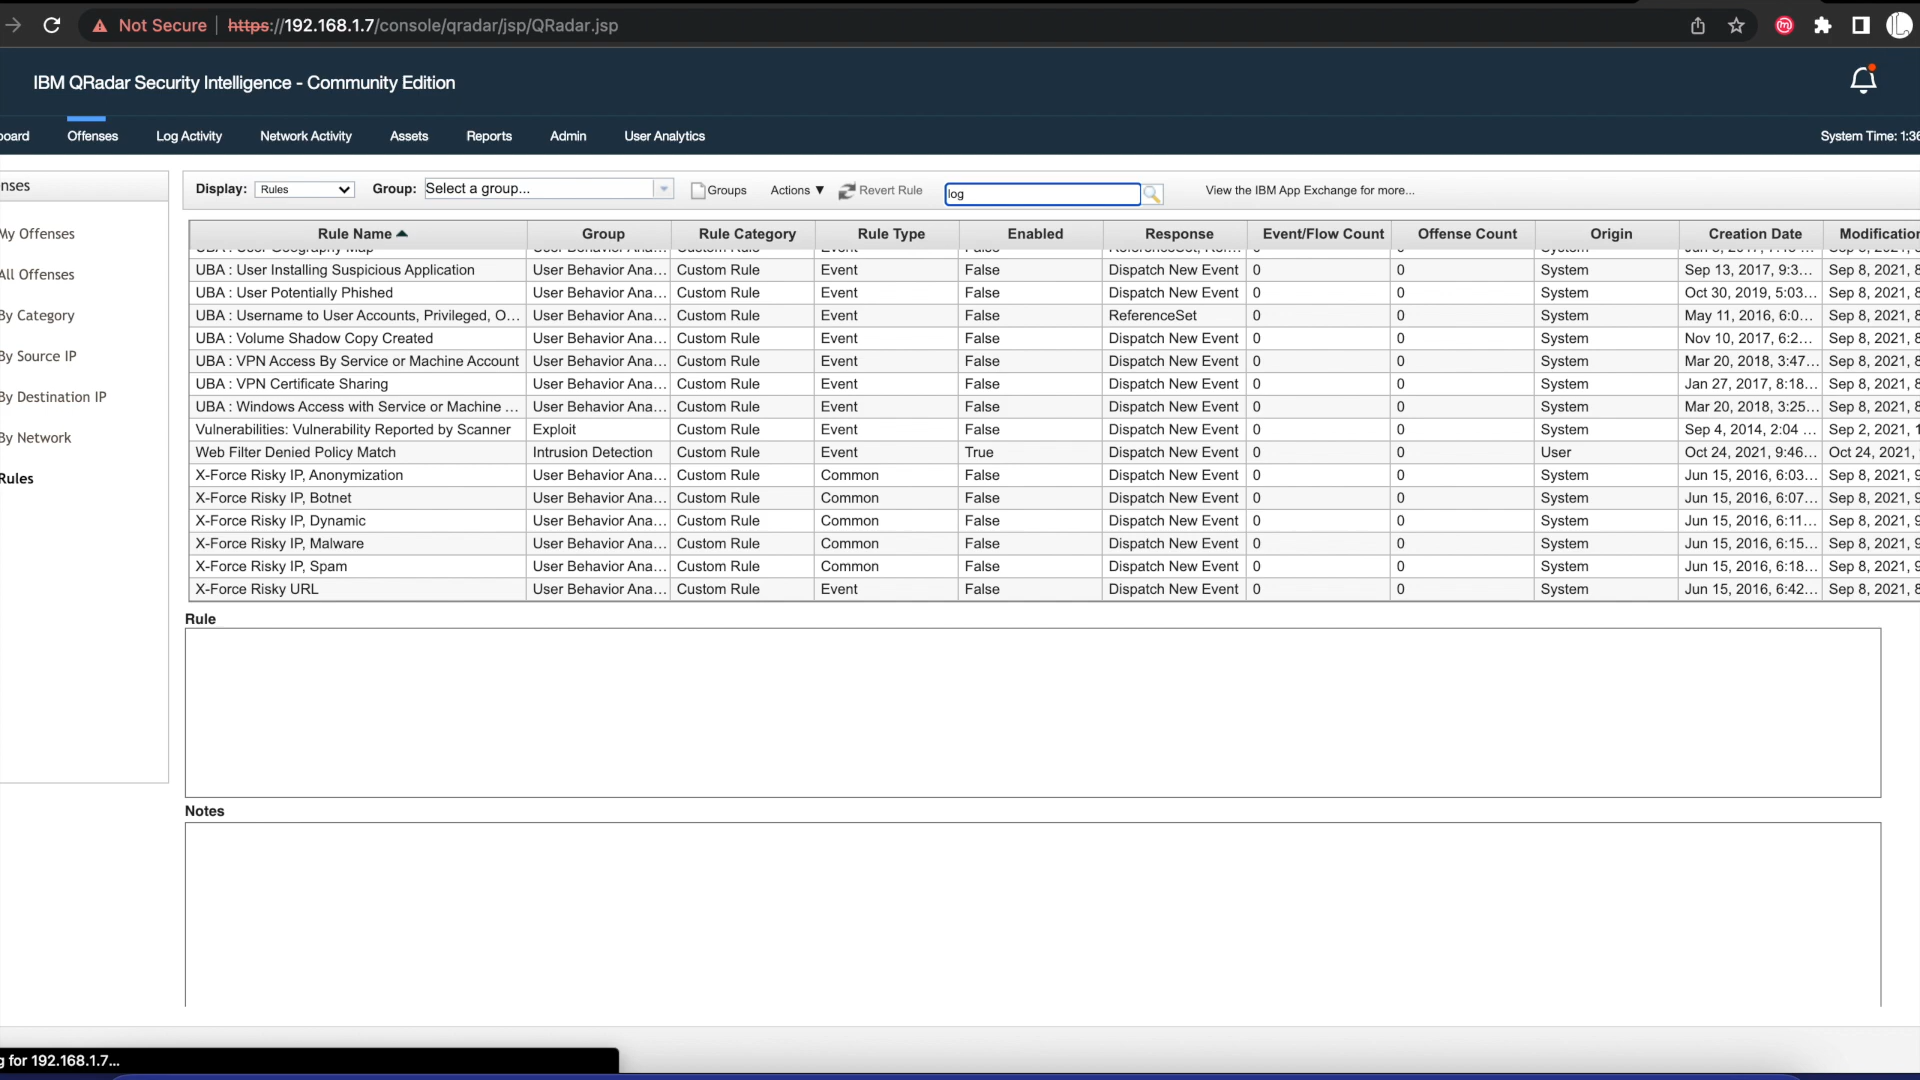 Not Secure https://192.168.1.7/console/qradar/jsp/QRadar.jsp
IBM QRadar Security Intelligence - Community Edition
board Offenses Log Activity Network Activity Assets Reports Admin User Analytics System Time: 1:36
nses
My Offenses
All Offenses
By Category
By Source IP
By Destination IP
By Network
Rules
Display: Rules Group: Select a group... Groups Actions ▼ Revert Rule log View the IBM App Exchange for more...
Rule Name Group Rule Category Rule Type Enabled Response Event/Flow Count Offense Count Origin Creation Date Modification
UBA : User Installing Suspicious Application User Behavior Ana... Custom Rule Event False Dispatch New Event 0 0 System Sep 13, 2017, 9:3... Sep 8, 2021, 8
UBA : User Potentially Phished User Behavior Ana... Custom Rule Event False Dispatch New Event 0 0 System Oct 30, 2019, 5:03... Sep 8, 2021, 8
UBA : Username to User Accounts, Privileged, O... User Behavior Ana... Custom Rule Event False ReferenceSet 0 0 System May 11, 2016, 6:0... Sep 8, 2021, 8
UBA : Volume Shadow Copy Created User Behavior Ana... Custom Rule Event False Dispatch New Event 0 0 System Nov 10, 2017, 6:2... Sep 8, 2021, 8
UBA : VPN Access By Service or Machine Account User Behavior Ana... Custom Rule Event False Dispatch New Event 0 0 System Mar 20, 2018, 3:47... Sep 8, 2021, 8
UBA : VPN Certificate Sharing User Behavior Ana... Custom Rule Event False Dispatch New Event 0 0 System Jan 27, 2017, 8:18... Sep 8, 2021, 8
UBA : Windows Access with Service or Machine ... User Behavior Ana... Custom Rule Event False Dispatch New Event 0 0 System Mar 20, 2018, 3:25... Sep 8, 2021, 8
Vulnerabilities: Vulnerability Reported by Scanner Exploit Custom Rule Event False Dispatch New Event 0 0 System Sep 4, 2014, 2:04 ... Sep 2, 2021, 1
Web Filter Denied Policy Match Intrusion Detection Custom Rule Event True Dispatch New Event 0 0 User Oct 24, 2021, 9:46... Oct 24, 2021,
X-Force Risky IP, Anonymization User Behavior Ana... Custom Rule Common False Dispatch New Event 0 0 System Jun 15, 2016, 6:03... Sep 8, 2021, 9
X-Force Risky IP, Botnet User Behavior Ana... Custom Rule Common False Dispatch New Event 0 0 System Jun 15, 2016, 6:07... Sep 8, 2021, 9
X-Force Risky IP, Dynamic User Behavior Ana... Custom Rule Common False Dispatch New Event 0 0 System Jun 15, 2016, 6:11... Sep 8, 2021, 9
X-Force Risky IP, Malware User Behavior Ana... Custom Rule Common False Dispatch New Event 0 0 System Jun 15, 2016, 6:15... Sep 8, 2021, 9
X-Force Risky IP, Spam User Behavior Ana... Custom Rule Common False Dispatch New Event 0 0 System Jun 15, 2016, 6:18... Sep 8, 2021, 9
X-Force Risky URL User Behavior Ana... Custom Rule Event False Dispatch New Event 0 0 System Jun 15, 2016, 6:42... Sep 8, 2021, 8
Rule
Notes
g for 192.168.1.7...